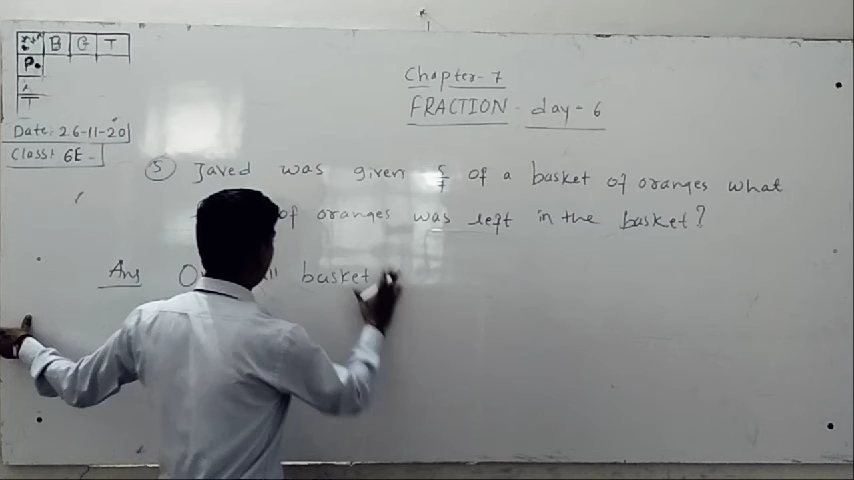 B G T
P.
T
Chapter-7
FRACTION - day-6
Date: 26-11-20
Class: 6E -
5 Javed was given 5/7 of a basket of oranges what
of oranges was left in the basket?
Ans basket